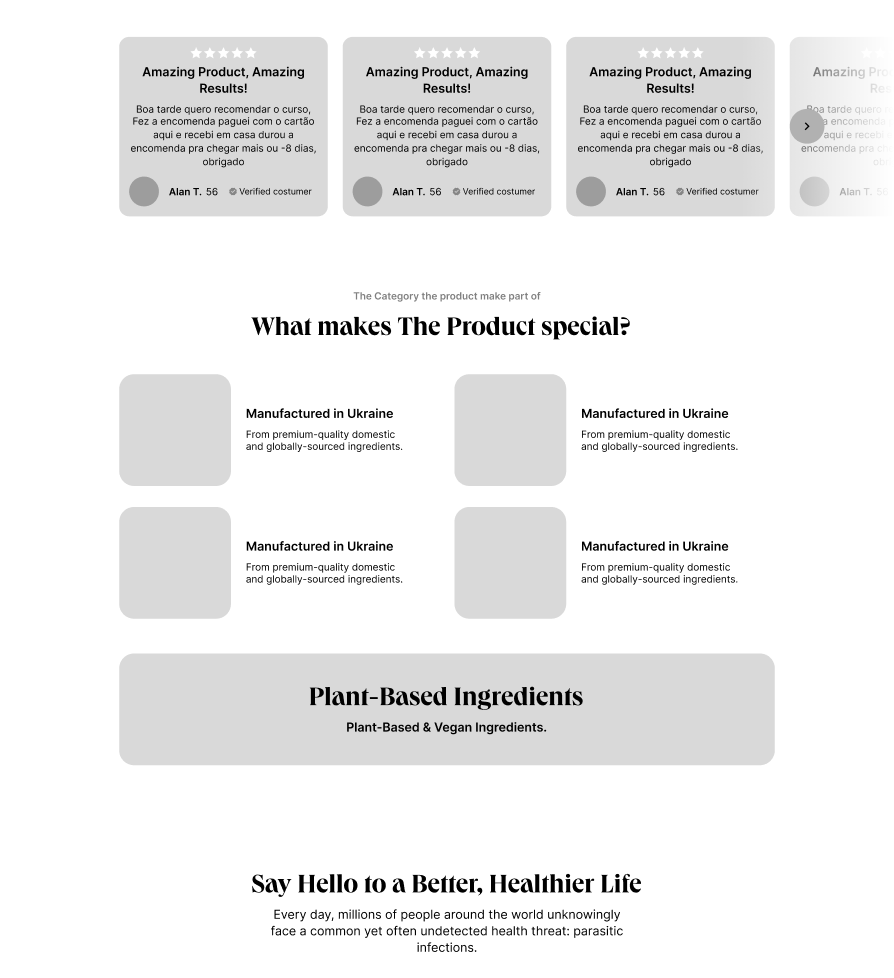 Amazing Product, Amazing
Results!
Boa tarde quero recomendar o curso,
Fez a encomenda paguei com o cartão
aqui e recebi em casa durou a
encomenda pra chegar mais ou -8 dias,
obrigado
Alan T. 56 Verified costumer
Amazing Product, Amazing
Results!
Boa tarde quero recomendar o curso,
Fez a encomenda paguei com o cartão
aqui e recebi em casa durou a
encomenda pra chegar mais ou -8 dias,
obrigado
Alan T. 56 Verified costumer
Amazing Product, Amazing
Results!
Boa tarde quero recomendar o curso,
Fez a encomenda paguei com o cartão
aqui e recebi em casa durou a
encomenda pra chegar mais ou -8 dias,
obrigado
Alan T. 56 Verified costumer
Amazing Pro
Res
Boa tarde quero
a encomenda
aqui e rece
encomenda pra ch
ob
Alan T. 56
The Category the product make part of
What makes The Product special?
Manufactured in Ukraine
From premium-quality domestic
and globally-sourced ingredients.
Manufactured in Ukraine
From premium-quality domestic
and globally-sourced ingredients.
Manufactured in Ukraine
From premium-quality domestic
and globally-sourced ingredients.
Manufactured in Ukraine
From premium-quality domestic
and globally-sourced ingredients.
Plant-Based Ingredients
Plant-Based & Vegan Ingredients.
Say Hello to a Better, Healthier Life
Every day, millions of people around the world unknowingly
face a common yet often undetected health threat: parasitic
infections.